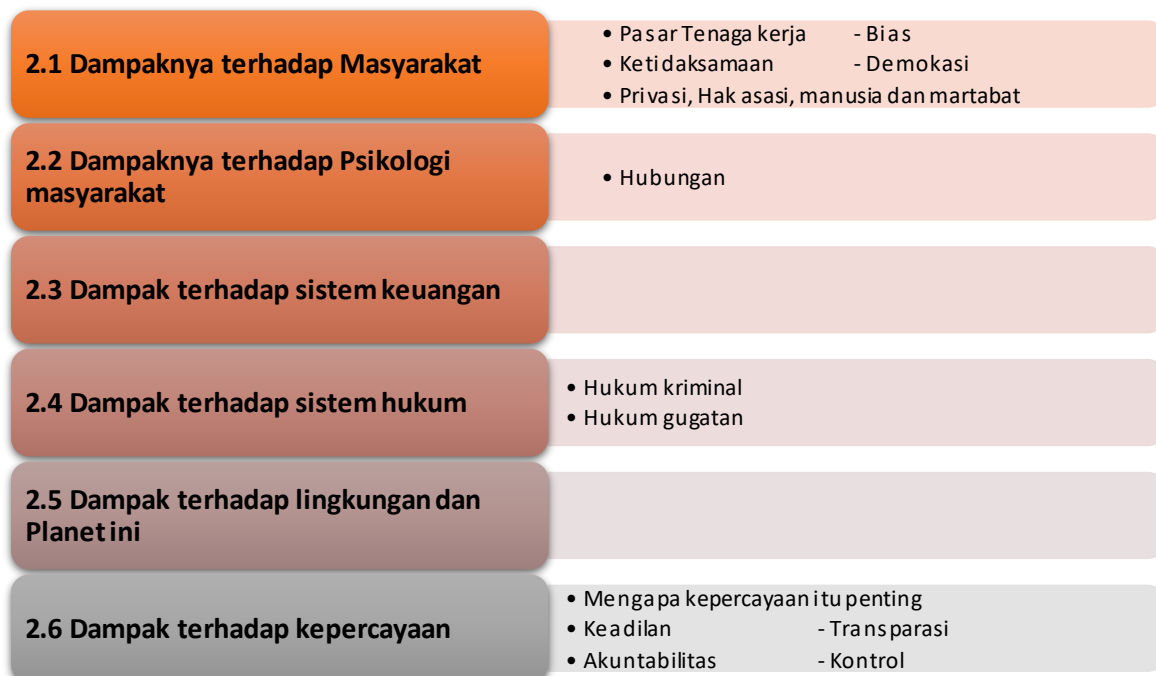 2.1 Dampaknya terhadap Masyarakat
• Pasar Tenaga kerja - Bias
• Ketidaksamaan - Demokasi
• Privasi, Hak asasi, manusia dan martabat
2.2 Dampaknya terhadap Psikologi
masyarakat
• Hubungan
2.3 Dampak terhadap sistem keuangan
2.4 Dampak terhadap sistem hukum
• Hukum kriminal
• Hukum gugatan
2.5 Dampak terhadap lingkungan dan
Planet ini
2.6 Dampak terhadap kepercayaan
• Mengapa kepercayaan itu penting
• Keadilan - Transparasi
• Akuntabilitas - Kontrol